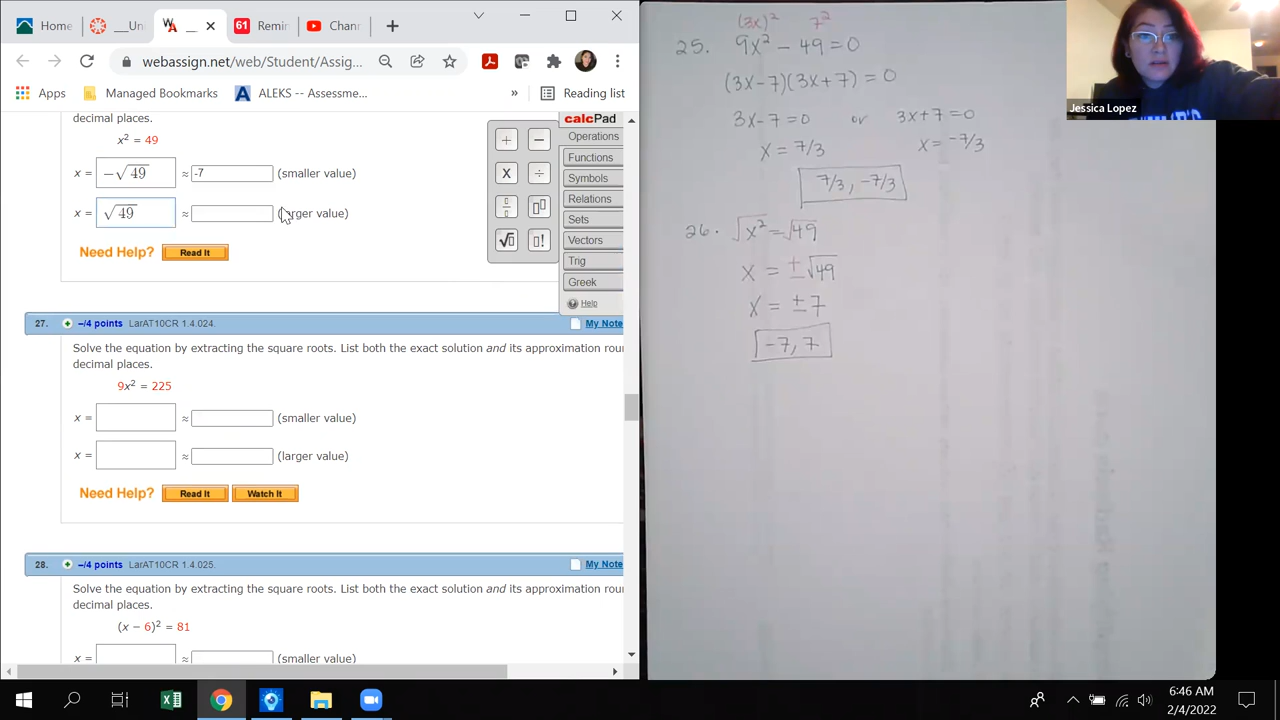 Home
W A
61 Remin
Chann
webassign.net/web/Student/Assig...
Apps Managed Bookmarks ALEKS -- Assessme... » Reading list
decimal places.
x² = 49
x = −√49 ≈ -7 (smaller value)
x = √49 ≈ (larger value)
Need Help? Read It
calcPad
Operations
Functions
Symbols
Relations
Sets
Vectors
Trig
Greek
Help
27. –/4 points LarAT10CR 1.4.024. My Note
Solve the equation by extracting the square roots. List both the exact solution and its approximation roun
decimal places.
9x² = 225
x = ≈ (smaller value)
x = ≈ (larger value)
Need Help? Read It Watch It
28. –/4 points LarAT10CR 1.4.025. My Note
Solve the equation by extracting the square roots. List both the exact solution and its approximation roun
decimal places.
(x − 6)² = 81
x = ≈ (smaller value)
(3x)² 7²
25. 9x² − 49 = 0
(3x−7)(3x+7) = 0
3x−7 = 0 or 3x+7 = 0
x = 7/3 x = −7/3
7/3, −7/3
26. √x² = √49
x = ±√49
x = ±7
−7, 7
Jessica Lopez
6:46 AM
2/4/2022